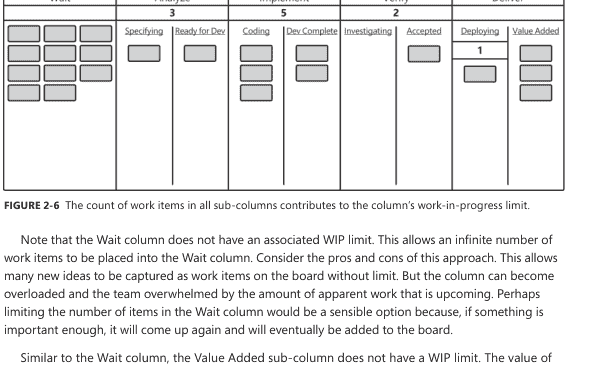 3 5 2
Specifying Ready for Dev Coding Dev Complete Investigating Accepted Deploying Value Added
1
FIGURE 2-6 The count of work items in all sub-columns contributes to the column's work-in-progress limit.
Note that the Wait column does not have an associated WIP limit. This allows an infinite number of
work items to be placed into the Wait column. Consider the pros and cons of this approach. This allows
many new ideas to be captured as work items on the board without limit. But the column can become
overloaded and the team overwhelmed by the amount of apparent work that is upcoming. Perhaps
limiting the number of items in the Wait column would be a sensible option because, if something is
important enough, it will come up again and will eventually be added to the board.
Similar to the Wait column, the Value Added sub-column does not have a WIP limit. The value of